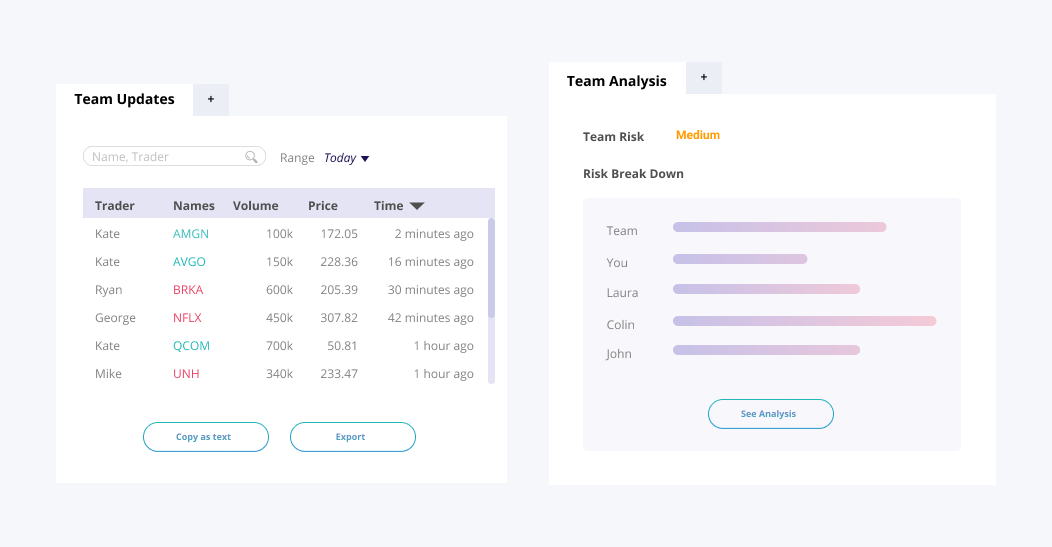 Team Updates +
Name, Trader Range Today
Trader Names Volume Price Time
Kate AMGN 100k 172.05 2 minutes ago
Kate AVGO 150k 228.36 16 minutes ago
Ryan BRKA 600k 205.39 30 minutes ago
George NFLX 450k 307.82 42 minutes ago
Kate QCOM 700k 50.81 1 hour ago
Mike UNH 340k 233.47 1 hour ago
Copy as text Export
Team Analysis +
Team Risk Medium
Risk Break Down
Team
You
Laura
Colin
John
See Analysis